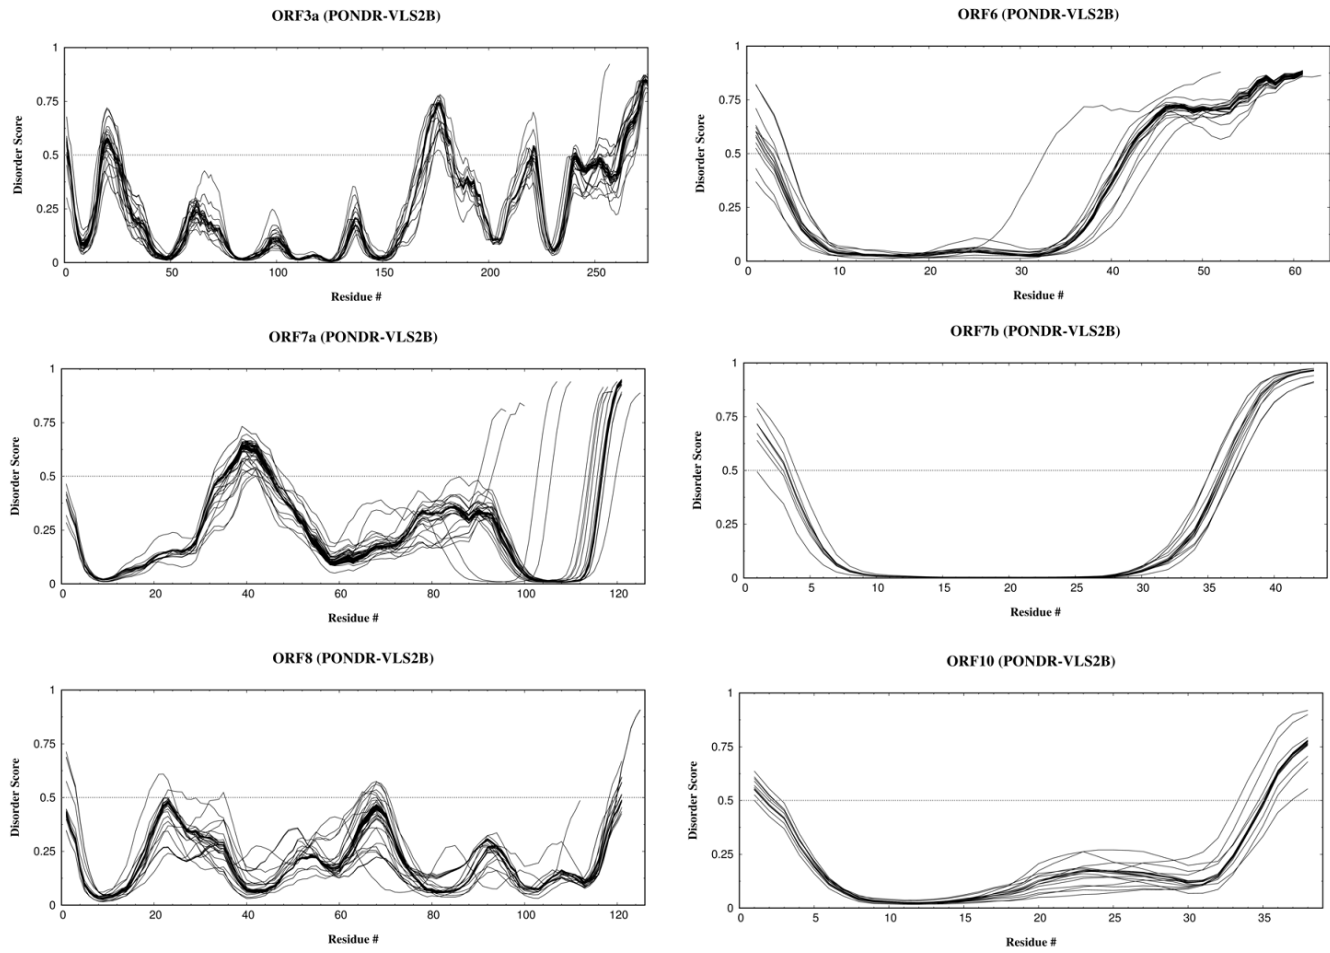 ORF3a (PONDR-VLS2B)
1
0.75
0.5
0.25
0
Disorder Score
0 50 100 150 200 250
Residue #
ORF6 (PONDR-VLS2B)
1
0.75
0.5
0.25
0
Disorder Score
10 20 30 40 50 60
Residue #
ORF7a (PONDR-VLS2B)
1
0.75
0.5
0.25
0
Disorder Score
0 20 40 60 80 100 120
Residue #
ORF7b (PONDR-VLS2B)
1
0.75
0.5
0.25
0
Disorder Score
0 5 10 15 20 25 30 35 40
Residue #
ORF8 (PONDR-VLS2B)
1
0.75
0.5
0.25
0
Disorder Score
0 20 40 60 80 100 120
Residue #
ORF10 (PONDR-VLS2B)
1
0.75
0.5
0.25
0
Disorder Score
0 5 10 15 20 25 30 35
Residue #